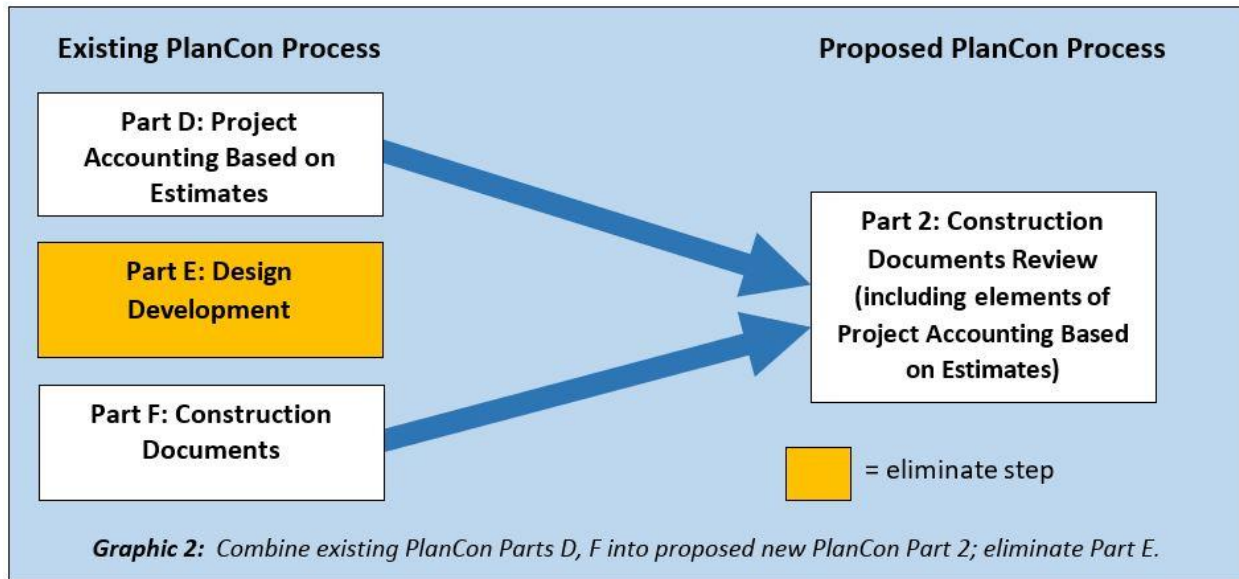 Existing PlanCon Process
Proposed PlanCon Process
Part D: Project
Accounting Based on
Estimates
Part E: Design
Development
Part F: Construction
Documents
Part 2: Construction
Documents Review
(including elements of
Project Accounting Based
on Estimates)
= eliminate step
Graphic 2: Combine existing PlanCon Parts D, F into proposed new PlanCon Part 2; eliminate Part E.